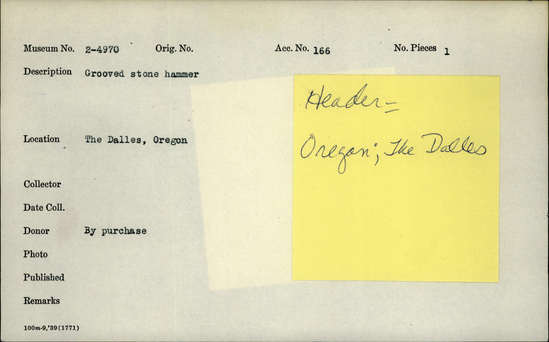 Museum No. 2-4970 Orig. No. Acc. No. 166 No. Pieces 1
Description Grooved stone hammer
Header-
Oregon; The Dalles
Location The Dalles, Oregon
Collector
Date Coll.
Donor By purchase
Photo
Published
Remarks
100m-9,'39(1771)